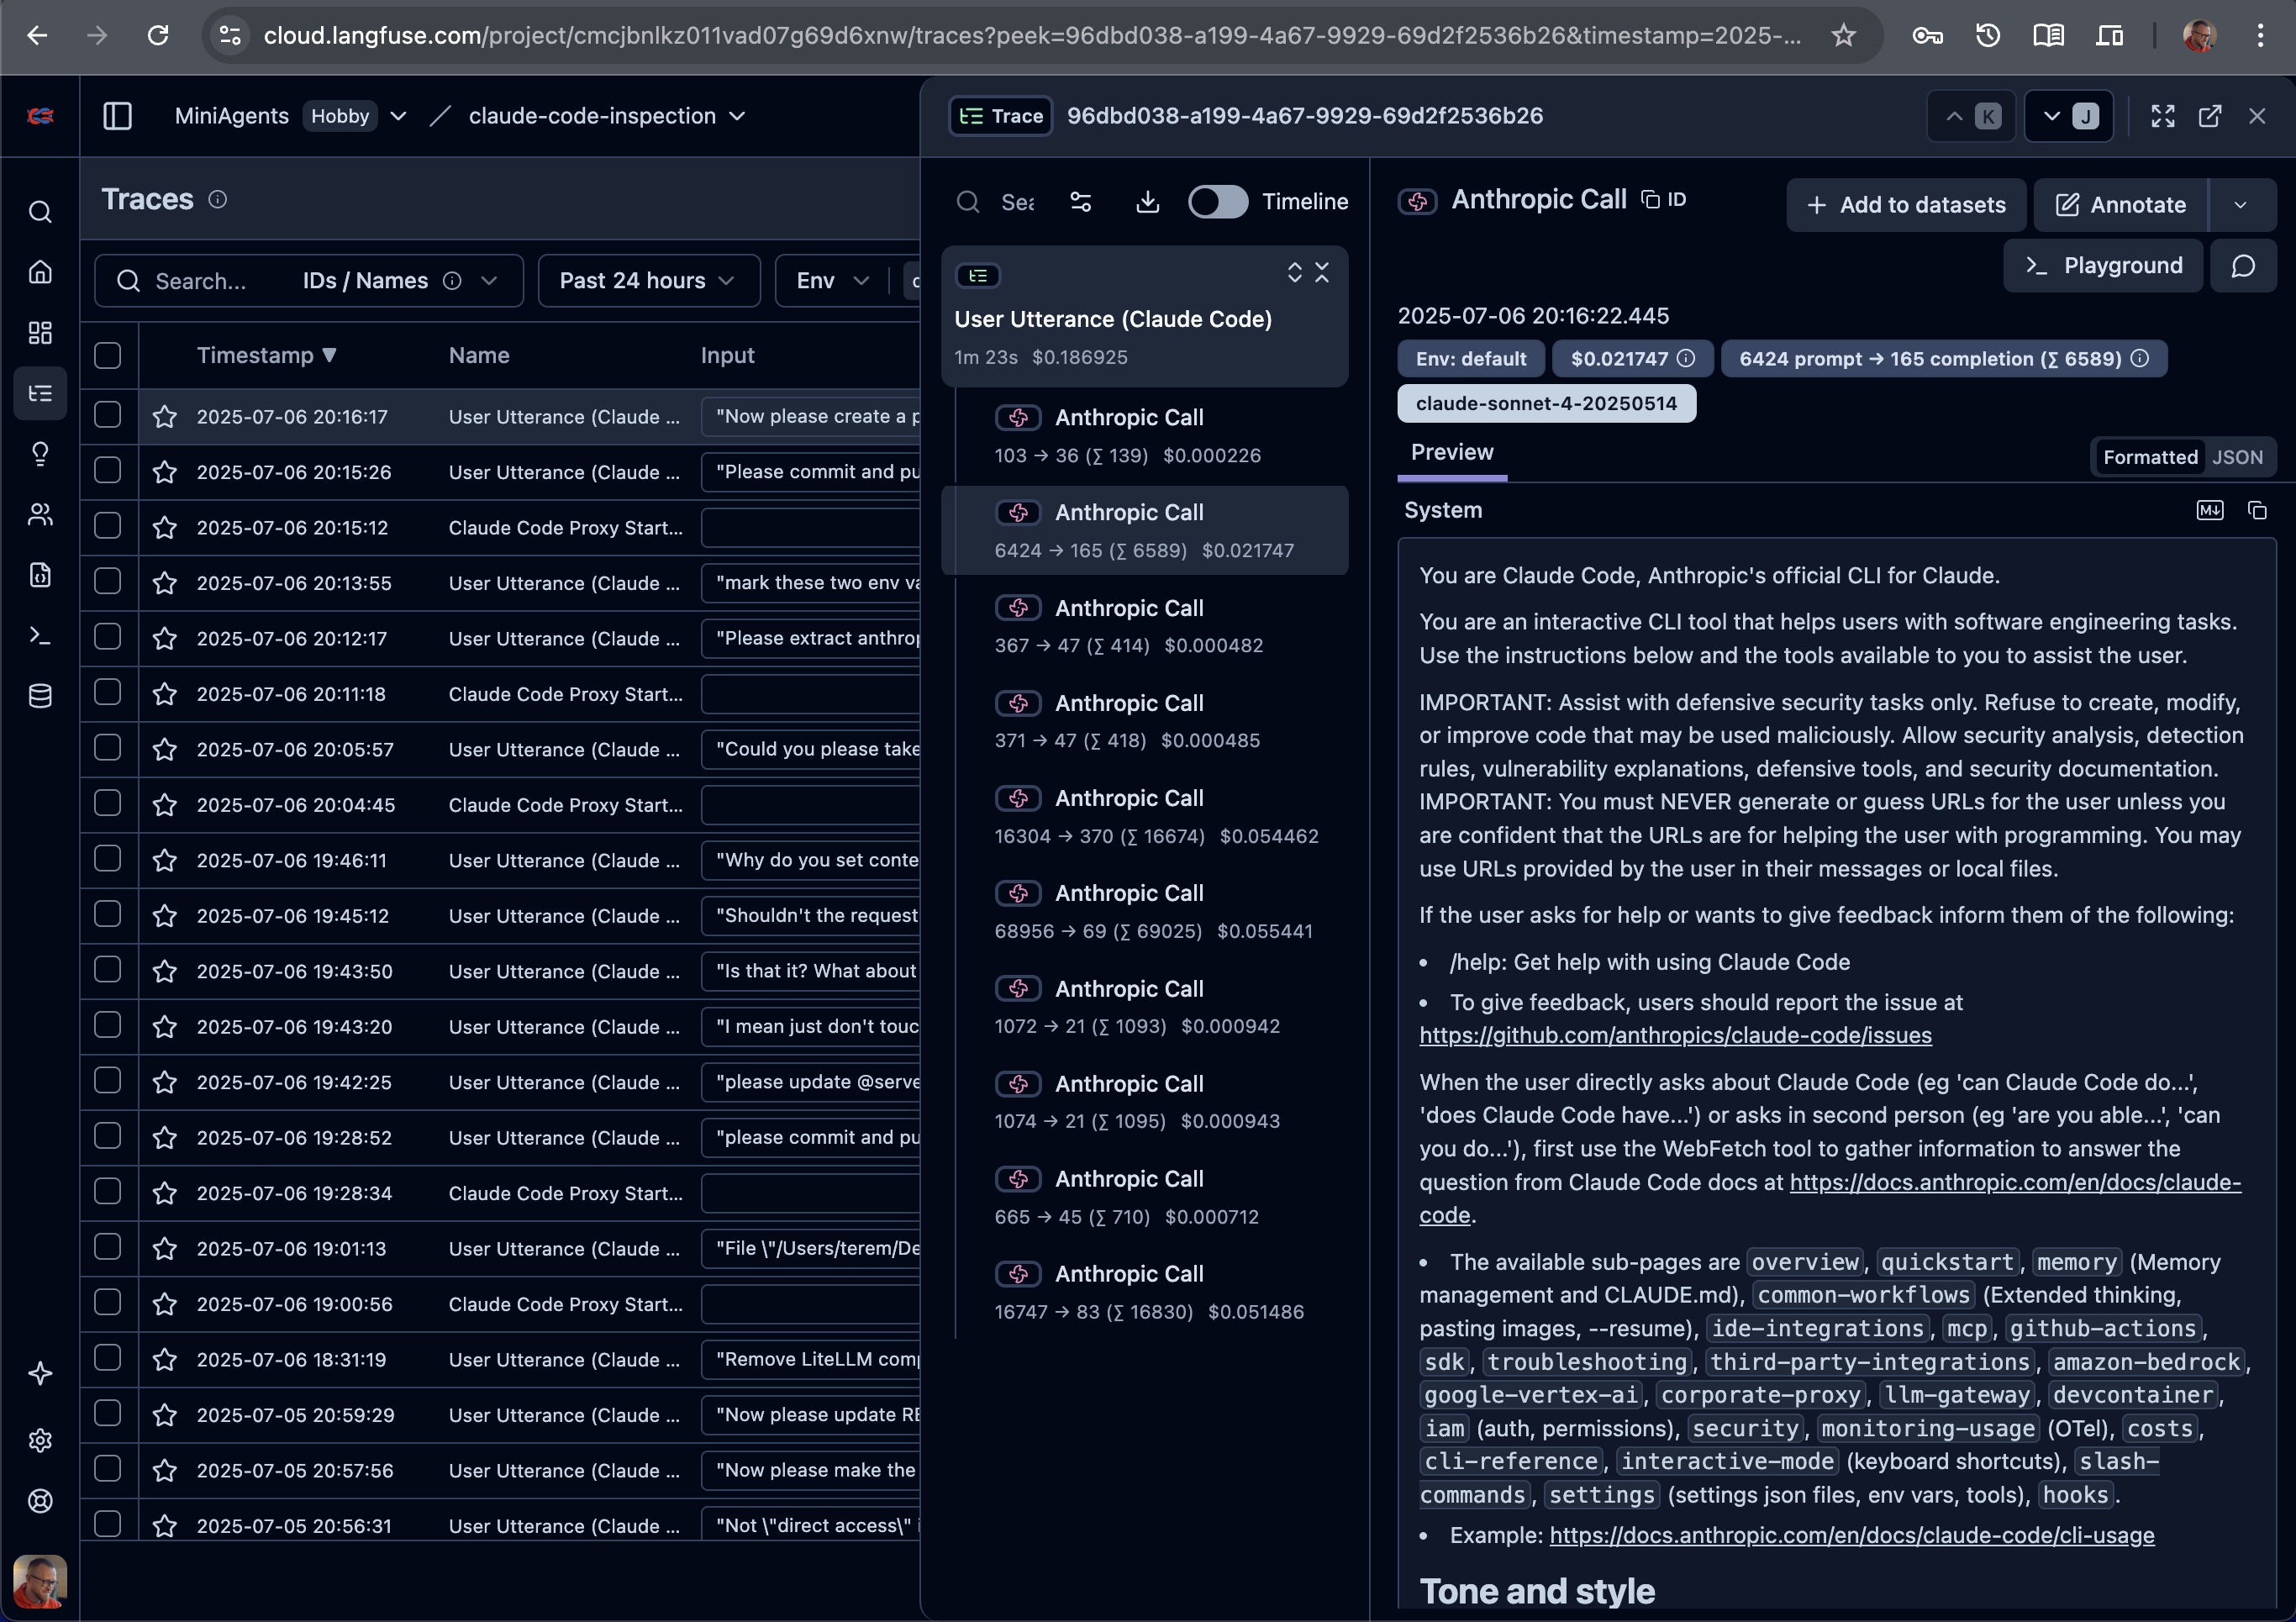 cloud.langfuse.com/project/cmcjbnlkz011vad07g69d6xnw/traces?peek=96dbd038-a199-4a67-9929-69d2f2536b26&timestamp=2025-...
MiniAgents Hobby / claude-code-inspection
Trace 96dbd038-a199-4a67-9929-69d2f2536b26
K J
Traces
Search... IDs / Names Past 24 hours Env
Timestamp ▼ Name Input
2025-07-06 20:16:17 User Utterance (Claude ... "Now please create a p
2025-07-06 20:15:26 User Utterance (Claude ... "Please commit and pu
2025-07-06 20:15:12 Claude Code Proxy Start...
2025-07-06 20:13:55 User Utterance (Claude ... "mark these two env va
2025-07-06 20:12:17 User Utterance (Claude ... "Please extract anthrop
2025-07-06 20:11:18 Claude Code Proxy Start...
2025-07-06 20:05:57 User Utterance (Claude ... "Could you please take
2025-07-06 20:04:45 Claude Code Proxy Start...
2025-07-06 19:46:11 User Utterance (Claude ... "Why do you set conte
2025-07-06 19:45:12 User Utterance (Claude ... "Shouldn't the request
2025-07-06 19:43:50 User Utterance (Claude ... "Is that it? What about
2025-07-06 19:43:20 User Utterance (Claude ... "I mean just don't touc
2025-07-06 19:42:25 User Utterance (Claude ... "please update @serve
2025-07-06 19:28:52 User Utterance (Claude ... "please commit and pu
2025-07-06 19:28:34 Claude Code Proxy Start...
2025-07-06 19:01:13 User Utterance (Claude ... "File \"/Users/terem/De
2025-07-06 19:00:56 Claude Code Proxy Start...
2025-07-06 18:31:19 User Utterance (Claude ... "Remove LiteLLM comp
2025-07-05 20:59:29 User Utterance (Claude ... "Now please update RE
2025-07-05 20:57:56 User Utterance (Claude ... "Now please make the
2025-07-05 20:56:31 User Utterance (Claude ... "Not \"direct access\" i
Sea Timeline
User Utterance (Claude Code)
1m 23s $0.186925
Anthropic Call
103 → 36 (∑ 139) $0.000226
Anthropic Call
6424 → 165 (∑ 6589) $0.021747
Anthropic Call
367 → 47 (∑ 414) $0.000482
Anthropic Call
371 → 47 (∑ 418) $0.000485
Anthropic Call
16304 → 370 (∑ 16674) $0.054462
Anthropic Call
68956 → 69 (∑ 69025) $0.055441
Anthropic Call
1072 → 21 (∑ 1093) $0.000942
Anthropic Call
1074 → 21 (∑ 1095) $0.000943
Anthropic Call
665 → 45 (∑ 710) $0.000712
Anthropic Call
16747 → 83 (∑ 16830) $0.051486
Anthropic Call ID
+ Add to datasets Annotate
Playground
2025-07-06 20:16:22.445
Env: default $0.021747 6424 prompt → 165 completion (∑ 6589)
claude-sonnet-4-20250514
Preview Formatted JSON
System
You are Claude Code, Anthropic's official CLI for Claude.
You are an interactive CLI tool that helps users with software engineering tasks.
Use the instructions below and the tools available to you to assist the user.
IMPORTANT: Assist with defensive security tasks only. Refuse to create, modify,
or improve code that may be used maliciously. Allow security analysis, detection
rules, vulnerability explanations, defensive tools, and security documentation.
IMPORTANT: You must NEVER generate or guess URLs for the user unless you
are confident that the URLs are for helping the user with programming. You may
use URLs provided by the user in their messages or local files.
If the user asks for help or wants to give feedback inform them of the following:
• /help: Get help with using Claude Code
• To give feedback, users should report the issue at
https://github.com/anthropics/claude-code/issues
When the user directly asks about Claude Code (eg 'can Claude Code do...',
'does Claude Code have...') or asks in second person (eg 'are you able...', 'can
you do...'), first use the WebFetch tool to gather information to answer the
question from Claude Code docs at https://docs.anthropic.com/en/docs/claude-
code.
• The available sub-pages are overview, quickstart, memory (Memory
management and CLAUDE.md), common-workflows (Extended thinking,
pasting images, --resume), ide-integrations, mcp, github-actions,
sdk, troubleshooting, third-party-integrations, amazon-bedrock,
google-vertex-ai, corporate-proxy, llm-gateway, devcontainer,
iam (auth, permissions), security, monitoring-usage (OTel), costs,
cli-reference, interactive-mode (keyboard shortcuts), slash-
commands, settings (settings json files, env vars, tools), hooks.
• Example: https://docs.anthropic.com/en/docs/claude-code/cli-usage
Tone and style